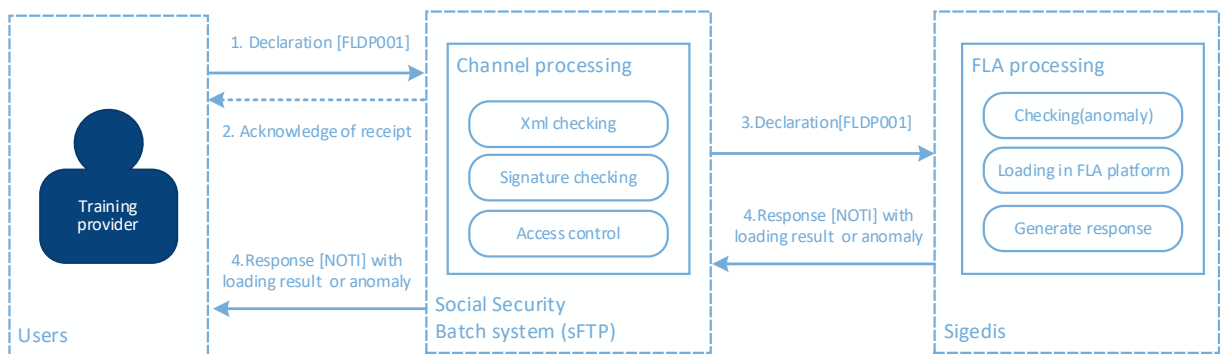 1. Declaration [FLDP001]
2. Acknowledge of receipt
Training
provider
4.Response [NOTI] with
loading result or anomaly
Users
Channel processing
Xml checking
Signature checking
Access control
Social Security
Batch system (sFTP)
3.Declaration[FLDP001]
4.Response [NOTI] with
loading result or anomaly
FLA processing
Checking(anomaly)
Loading in FLA platform
Generate response
Sigedis